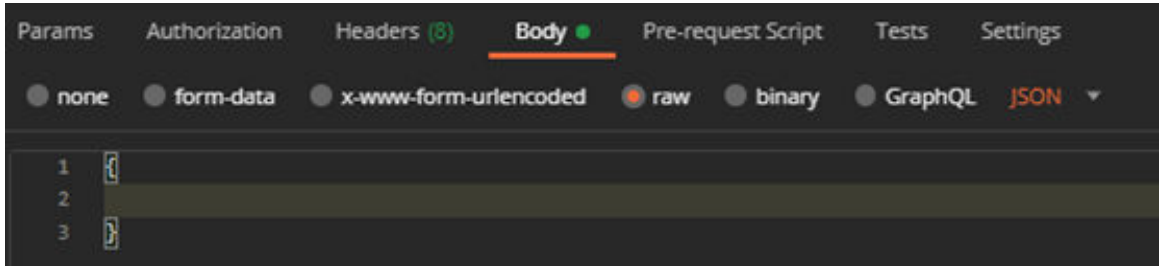 Params Authorization Headers (8) Body Pre-request Script Tests Settings
none form-data x-www-form-urlencoded raw binary GraphQL JSON
1 {
2
3 }